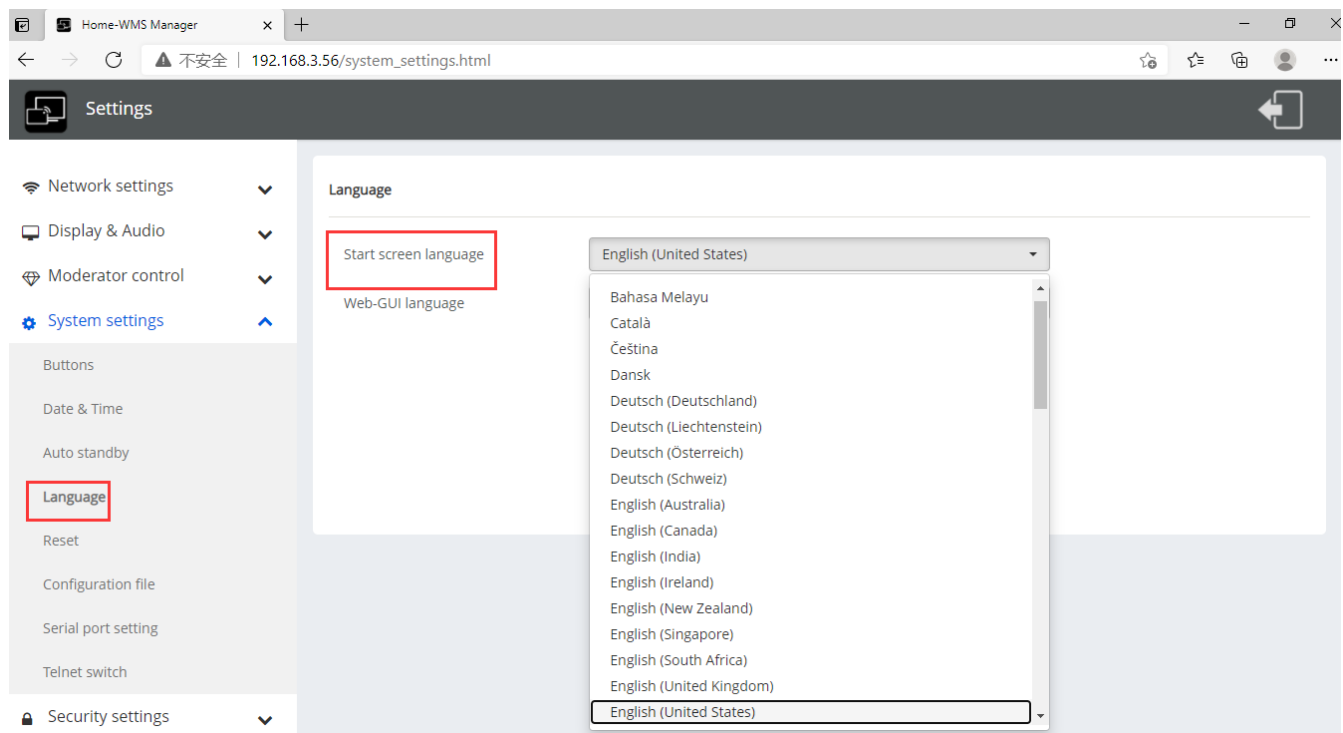 Home-WMS Manager
不安全 | 192.168.3.56/system_settings.html
Settings
Network settings
Display & Audio
Moderator control
System settings
Buttons
Date & Time
Auto standby
Language
Reset
Configuration file
Serial port setting
Telnet switch
Security settings
Language
Start screen language
English (United States)
Web-GUI language
Bahasa Melayu
Català
Čeština
Dansk
Deutsch (Deutschland)
Deutsch (Liechtenstein)
Deutsch (Österreich)
Deutsch (Schweiz)
English (Australia)
English (Canada)
English (India)
English (Ireland)
English (New Zealand)
English (Singapore)
English (South Africa)
English (United Kingdom)
English (United States)